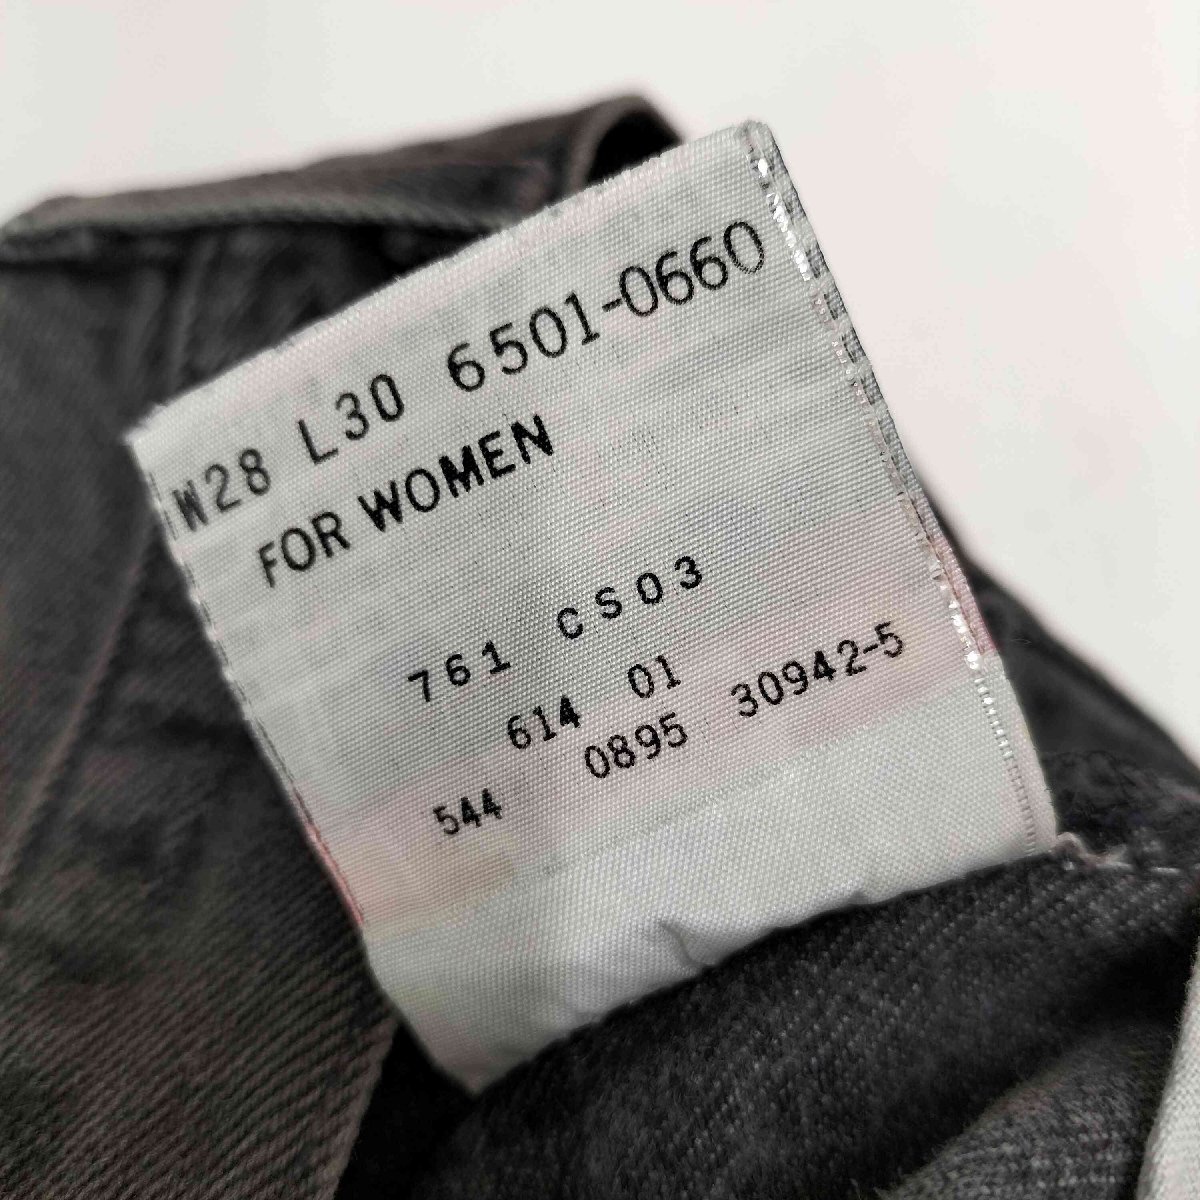 W28 L30 6501-0660
FOR WOMEN
761 CS03
614 01
544 0895 30942-5